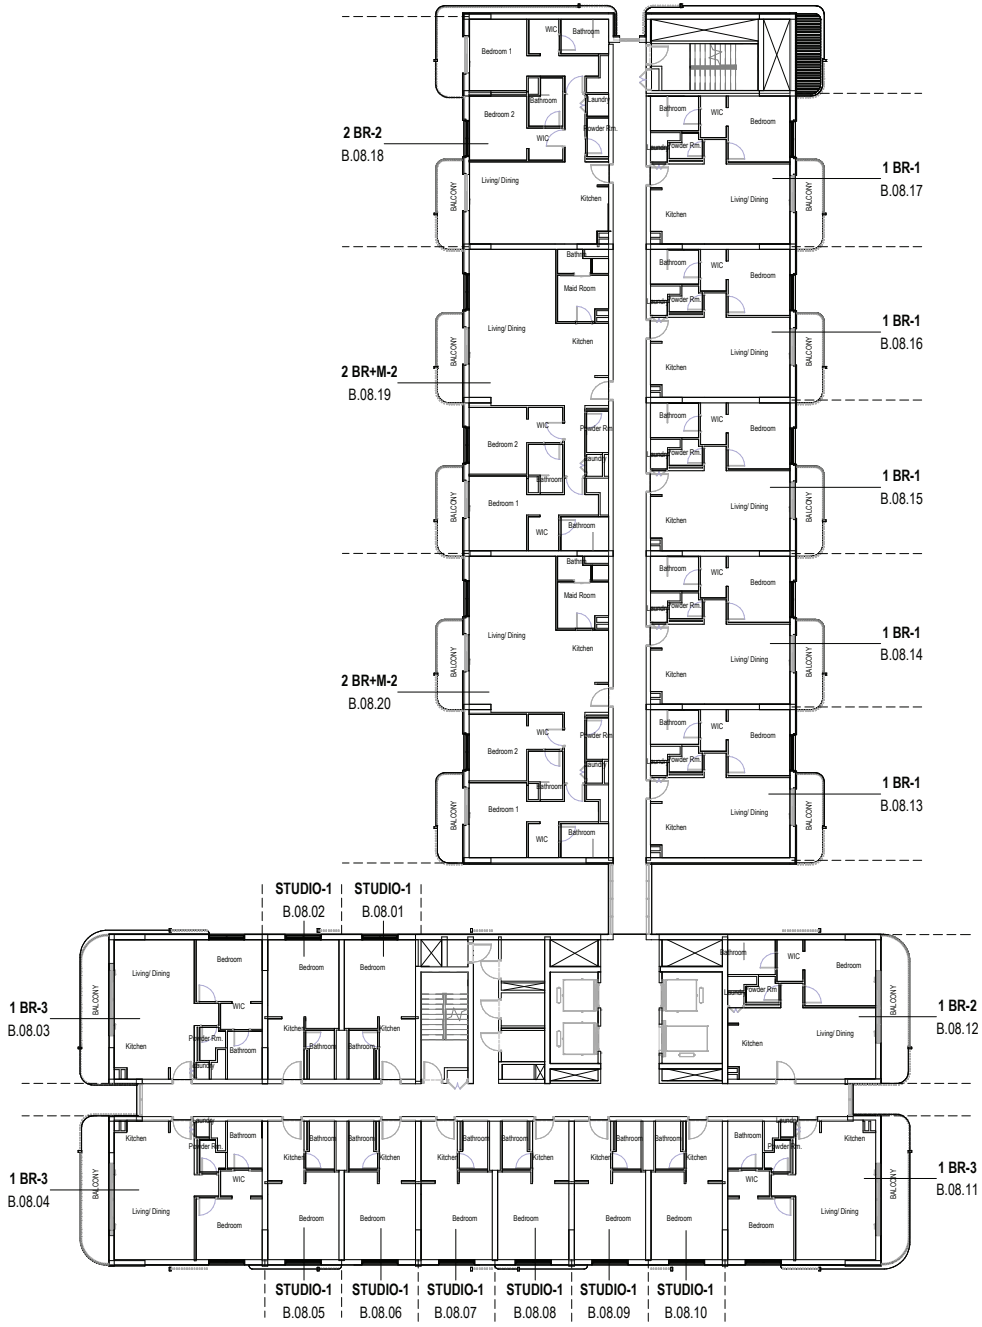 WIC
Bathroom
Bedroom 1
Bathroom
Laundry
Bedroom 2
Powder Rm.
WIC
2 BR-2
B.08.18
Living/ Dining
BALCONY
Kitchen
Bathroom
WIC
Bedroom
Laundry
Powder Rm.
1 BR-1
B.08.17
Living/ Dining
BALCONY
Kitchen
Bathroom
Maid Room
Living/ Dining
Kitchen
BALCONY
2 BR+M-2
B.08.19
WIC
Powder Rm.
Bedroom 2
Laundry
Bathroom
Bedroom 1
BALCONY
WIC
Bathroom
Bathroom
WIC
Bedroom
Laundry
Powder Rm.
1 BR-1
B.08.16
Living/ Dining
BALCONY
Kitchen
Bathroom
WIC
Bedroom
Laundry
Powder Rm.
1 BR-1
B.08.15
Living/ Dining
BALCONY
Kitchen
Bathroom
Maid Room
Living/ Dining
Kitchen
BALCONY
2 BR+M-2
B.08.20
WIC
Powder Rm.
Bedroom 2
Laundry
Bathroom
Bedroom 1
BALCONY
WIC
Bathroom
Bathroom
WIC
Bedroom
Laundry
Powder Rm.
1 BR-1
B.08.14
Living/ Dining
BALCONY
Kitchen
Bathroom
WIC
Bedroom
1 BR-1
B.08.13
Living/ Dining
BALCONY
Kitchen
Laundry
Powder Rm.
STUDIO-1
B.08.02
STUDIO-1
B.08.01
Living/ Dining
Bedroom
Bedroom
Bedroom
BALCONY
1 BR-3
B.08.03
WIC
Kitchen
Kitchen
Kitchen
Powder Rm.
Bathroom
Bathroom
Bathroom
Laundry
Bathroom
WIC
Bedroom
Laundry
Powder Rm.
BALCONY
1 BR-2
B.08.12
Living/ Dining
Kitchen
Laundry
Kitchen
Bathroom
Powder Rm.
1 BR-3
B.08.04
BALCONY
WIC
Living/ Dining
Bedroom
Bathroom
Kitchen
Bedroom
Bathroom
Kitchen
Bedroom
Bathroom
Kitchen
Bedroom
Bathroom
Kitchen
Bedroom
Bathroom
Kitchen
Bedroom
Bathroom
Kitchen
Bedroom
Bathroom
Laundry
Powder Rm.
Kitchen
WIC
Bedroom
Living/ Dining
BALCONY
1 BR-3
B.08.11
STUDIO-1
B.08.05
STUDIO-1
B.08.06
STUDIO-1
B.08.07
STUDIO-1
B.08.08
STUDIO-1
B.08.09
STUDIO-1
B.08.10